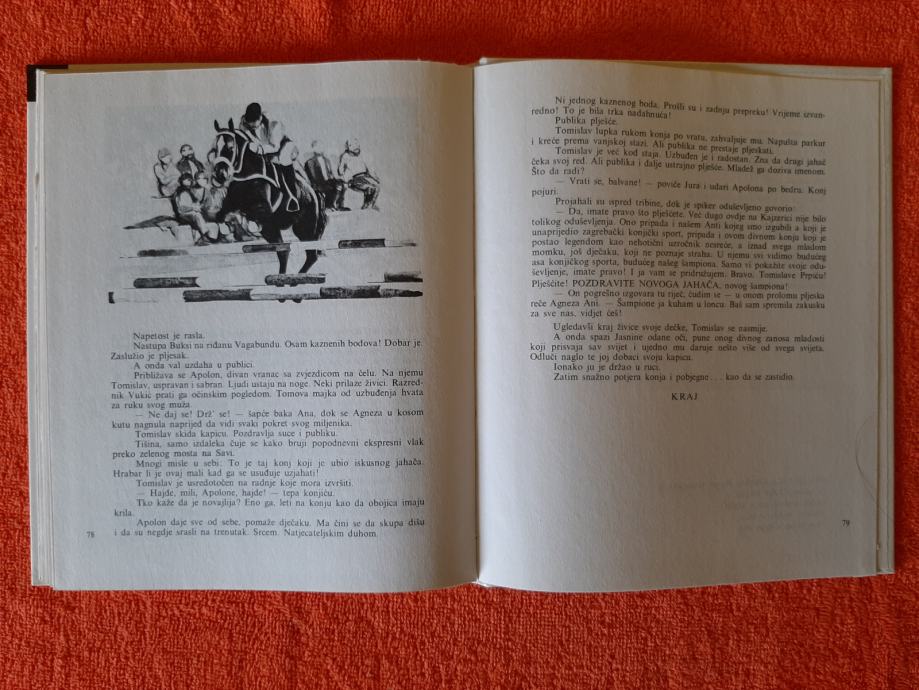 Napetost je rasla.
Nastupa Buksi na riđanu Vagabundu. Osam kaznenih bodova! Dobar je.
Zaslužio je pljesak.
A onda val uzdaha u publici.
Približava se Apolon, divan vranac sa zvjezdicom na čelu. Na njemu
Tomislav, uspravan i sabran. Ljudi ustaju na noge. Neki prilaze živici. Razred-
nik Vukić prati ga očinskim pogledom. Tomova majka od uzbuđenja hvata
za ruku svog muža.
— Ne daj se! Drž' se! — šapće baka Ana, dok se Agneza u kosom
kutu nagnula naprijed da vidi svaki pokret svog miljenika.
Tomislav skida kapicu. Pozdravlja suce i publiku.
Tišina, samo izdaleka čuje se kako bruji popodnevni ekspresni vlak
preko zelenog mosta na Savi.
Mnogi misle u sebi: To je taj konj koji je ubio iskusnog jahača.
Hrabar li je ovaj mali kad ga se usuđuje uzjahati!
Tomislav je usredotočen na radnje koje mora izvršiti.
— Hajde, mili, Apolone, hajde! — tepa konjicu.
Tko kaže da je novajlija? Eno ga, leti na konju kao da obojica imaju
krila.
Apolon daje sve od sebe, pomaže dječaku. Ma čini se da skupa dišu
i da su negdje srasli na trenutak. Srcem. Natjecateljskim duhom.
78
Ni jednog kaznenog boda. Prošli su i zadnju prepreku! Vrijeme izvan-
redno! To je bila trka nadahnuća!
Publika plješće.
Tomislav lupka rukom konja po vratu, zahvaljuje mu. Napušta parkur
i kreće prema vanjskoj stazi. Ali publika ne prestaje pljeskati.
Tomislav je već kod staja. Uzbuđen je i radostan. Zna da drugi jahač
čeka svoj red. Ali publika i dalje ustrajno plješće. Mladež ga doziva imenom.
Što da radi?
— Vrati se, balvane! — poviče Jura i udari Apolona po bedru. Konj
pojuri.
Projahali su ispred tribine, dok je spiker oduševljeno govorio:
— Da, imate pravo što plješćete. Već dugo ovdje na Kajzerici nije bilo
tolikog oduševljenja. Ono pripada i našem Anti kojeg smo izgubili a koji je
unaprijedio zagrebački konjički sport, pripada i ovom divnom konju koji je
postao legendom kao nehotični uzročnik nesreće, a iznad svega mladom
momku, još dječaku, koji ne poznaje straha. U njemu svi vidimo budućeg
asa konjičkog sporta, budućeg našeg šampiona. Samo vi pokažite svoje odu-
ševljenje, imate pravo! I ja vam se pridružujem. Bravo, Tomislave Prpiću!
Plješćite! POZDRAVITE NOVOGA JAHAČA, novog šampiona!
— On pogrešno izgovara tu riječ, čudim se — u onom prolomu pljeska
reče Agneza Ani. — Šampione ja kuham u loncu. Baš sam spremila zakusku
za sve nas, vidjet ćeš!
Ugledavši kraj živice svoje dečke, Tomislav se nasmije.
A onda spazi Jasnine odane oči, pune onog divnog zanosa mladosti
koji prisvaja sav svijet i ujedno mu daruje nešto više od svega svijeta.
Odluči naglo te joj dobaci svoju kapicu.
Ionako ju je držao u ruci.
Zatim snažno potjera konja i pobjegne... kao da se zastidio.
KRAJ
79